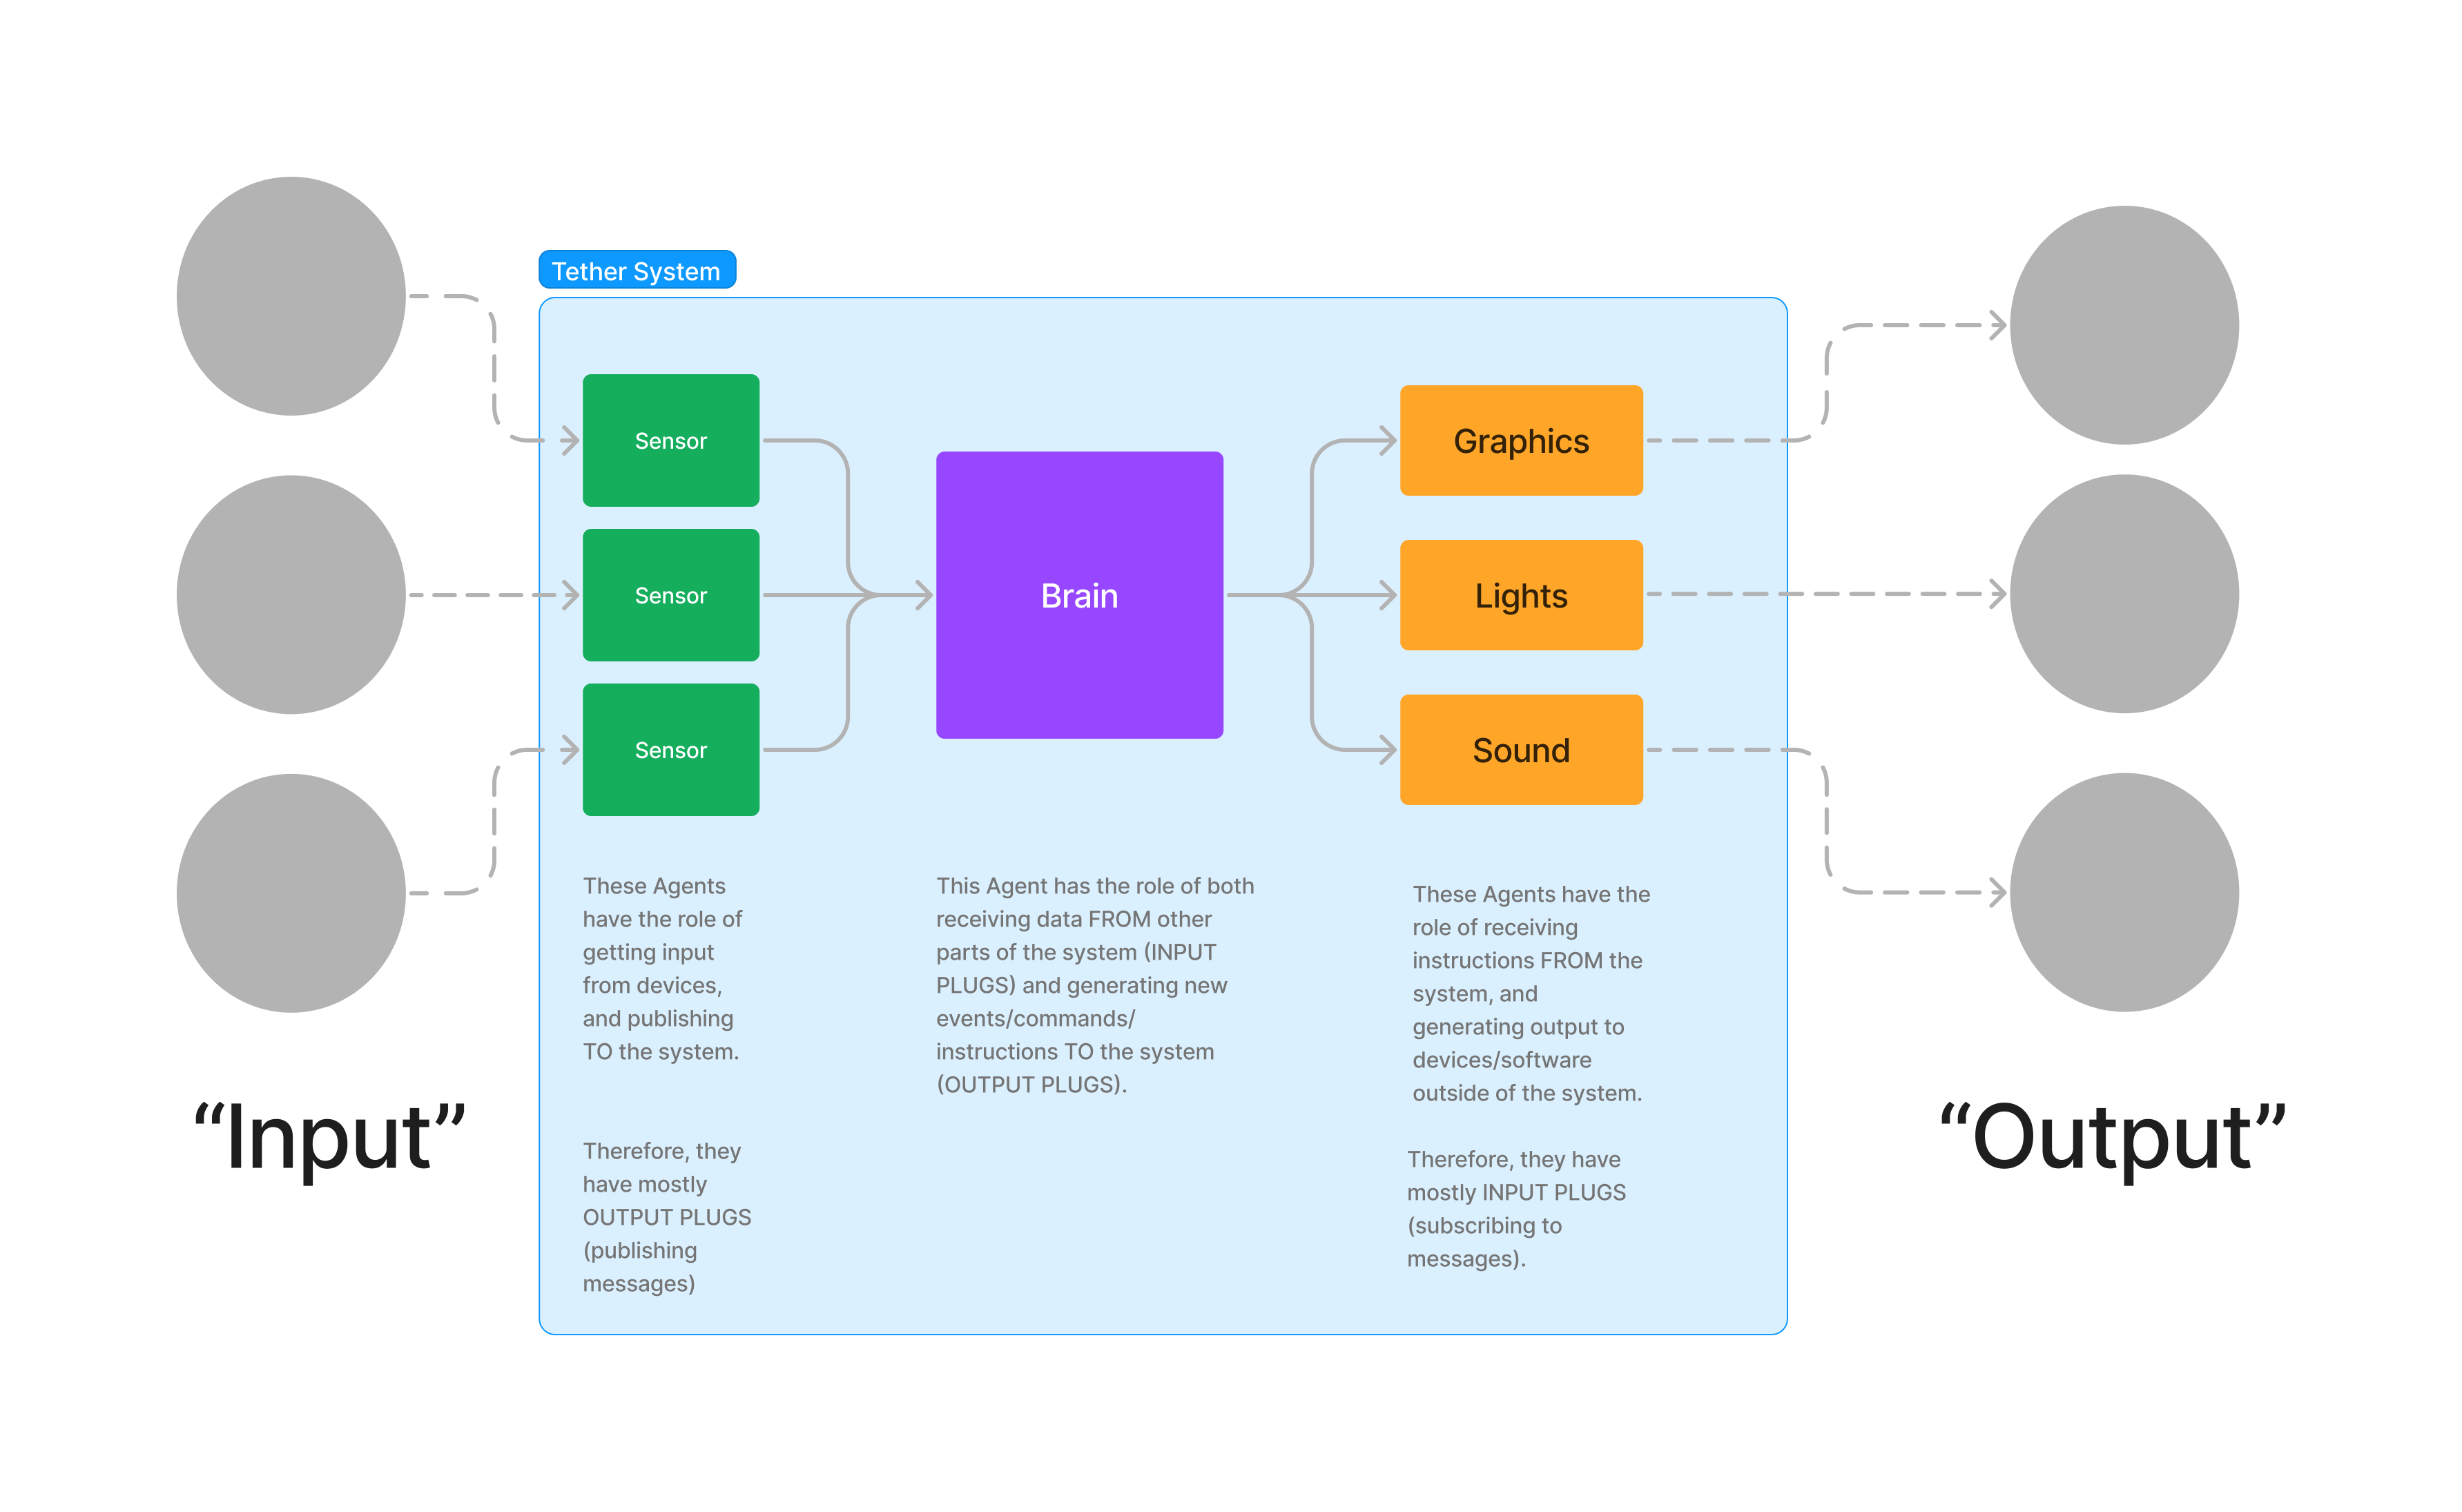 Tether System
Sensor
Sensor
Sensor
Brain
Graphics
Lights
Sound
These Agents
have the role of
getting input
from devices,
and publishing
TO the system.
Therefore, they
have mostly
OUTPUT PLUGS
(publishing
messages)
This Agent has the role of both
receiving data FROM other
parts of the system (INPUT
PLUGS) and generating new
events/commands/
instructions TO the system
(OUTPUT PLUGS).
These Agents have the
role of receiving
instructions FROM the
system, and
generating output to
devices/software
outside of the system.
Therefore, they have
mostly INPUT PLUGS
(subscribing to
messages).
“Input”
“Output”